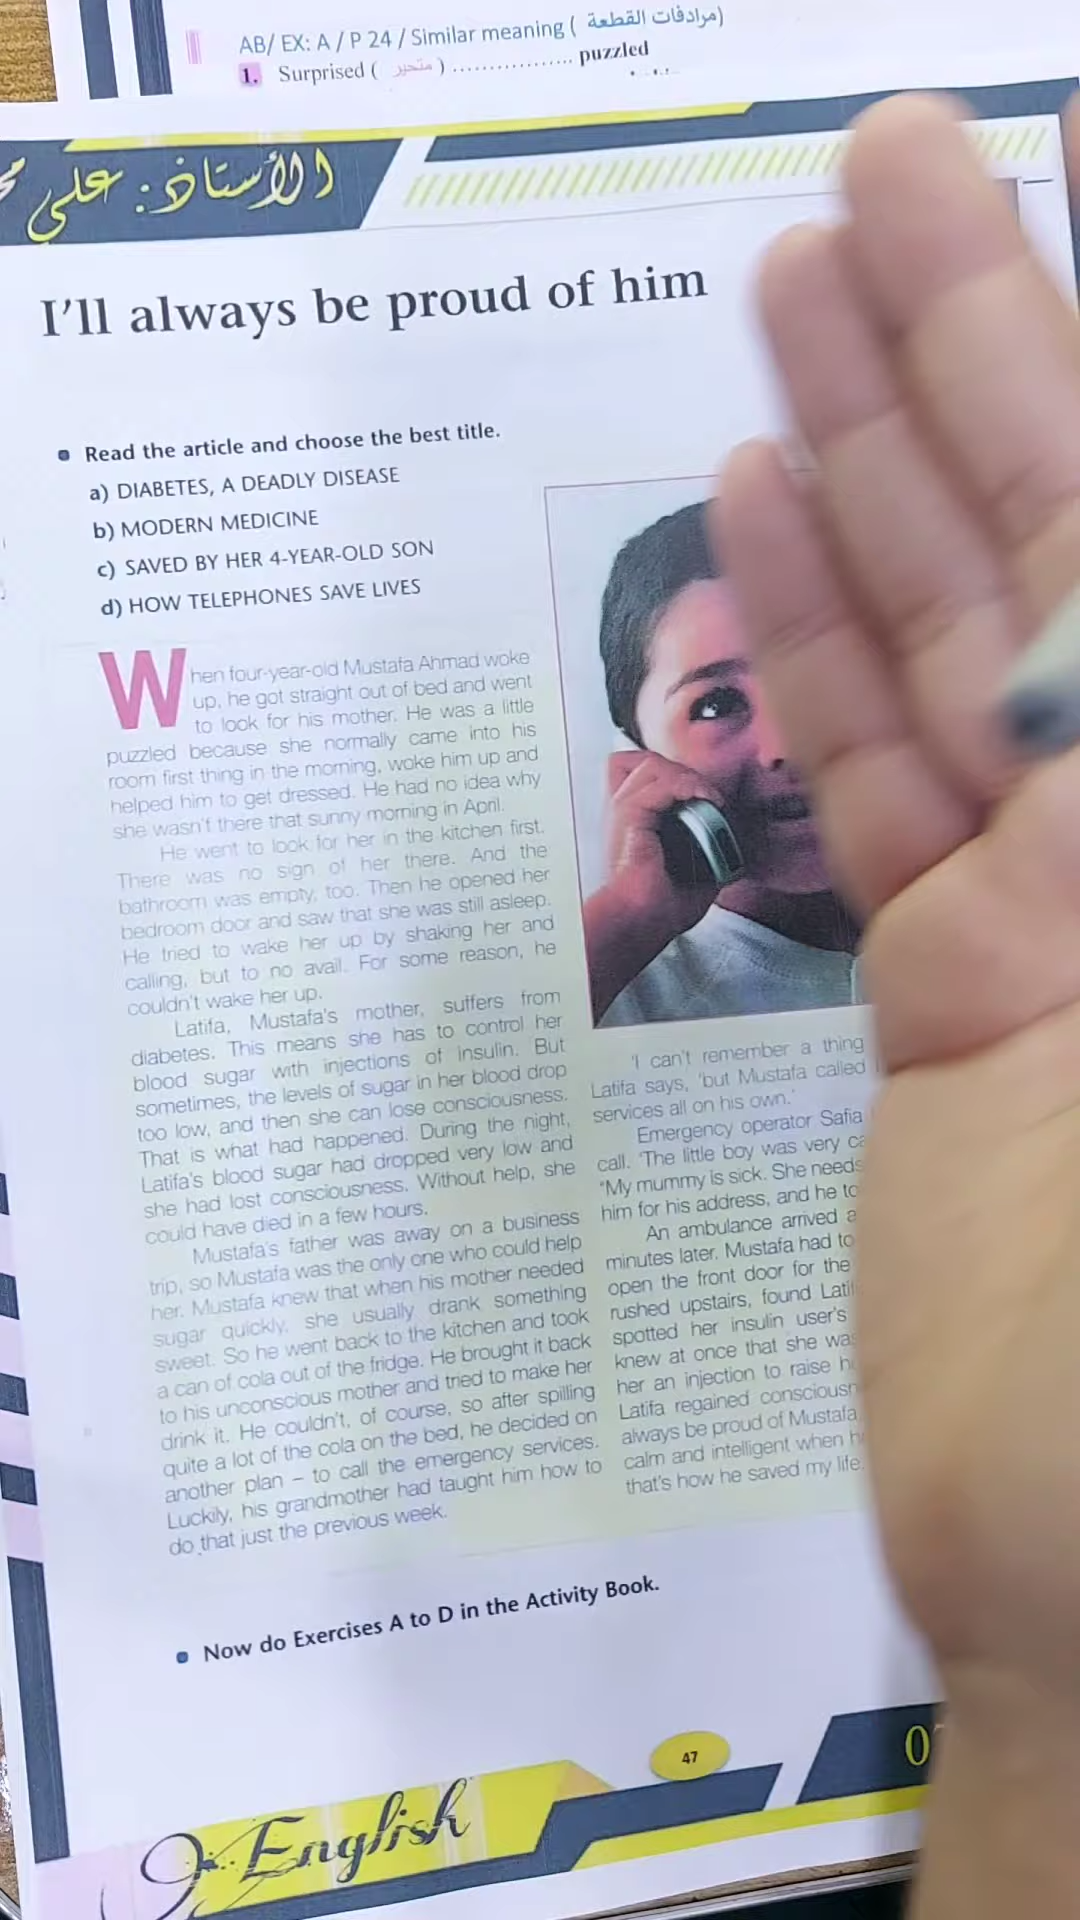 AB/ EX: A / P 24 / Similar meaning ( مرادفات القطعة)
1. Surprised ( متحير ) .................. puzzled
الأستاذ: علي
I'll always be proud of him
Read the article and choose the best title.
a) DIABETES, A DEADLY DISEASE
b) MODERN MEDICINE
c) SAVED BY HER 4-YEAR-OLD SON
d) HOW TELEPHONES SAVE LIVES
When four-year-old Mustafa Ahmad woke
up, he got straight out of bed and went
to look for his mother. He was a little
puzzled because she normally came into his
room first thing in the morning, woke him up and
helped him to get dressed. He had no idea why
she wasn't there that sunny morning in April.
He went to look for her in the kitchen first.
There was no sign of her there. And the
bathroom was empty, too. Then he opened her
bedroom door and saw that she was still asleep.
He tried to wake her up by shaking her and
calling, but to no avail. For some reason, he
couldn't wake her up.
Latifa, Mustafa's mother, suffers from
diabetes. This means she has to control her
blood sugar with injections of insulin. But
sometimes, the levels of sugar in her blood drop
too low, and then she can lose consciousness.
That is what had happened. During the night,
Latifa's blood sugar had dropped very low and
she had lost consciousness. Without help, she
could have died in a few hours.
Mustafa's father was away on a business
trip, so Mustafa was the only one who could help
her. Mustafa knew that when his mother needed
sugar quickly, she usually drank something
sweet. So he went back to the kitchen and took
a can of cola out of the fridge. He brought it back
to his unconscious mother and tried to make her
drink it. He couldn't, of course, so after spilling
quite a lot of the cola on the bed, he decided on
another plan – to call the emergency services.
Luckily, his grandmother had taught him how to
do that just the previous week.
'I can't remember a thing
Latifa says, 'but Mustafa called
services all on his own.'
Emergency operator Safia
call. 'The little boy was very
"My mummy is sick. She needs
him for his address, and he
An ambulance arrived
minutes later. Mustafa had to
open the front door for the
rushed upstairs, found
spotted her insulin user's
knew at once that she
her an injection to raise
Latifa regained
always be proud of Mustafa
calm and intelligent when
that's how he saved my life.
Now do Exercises A to D in the Activity Book.
47
0
English